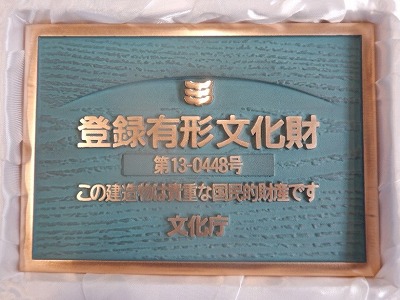 登録有形文化財
第13-0448号
この建造物は貴重な国民的財産です
文化庁